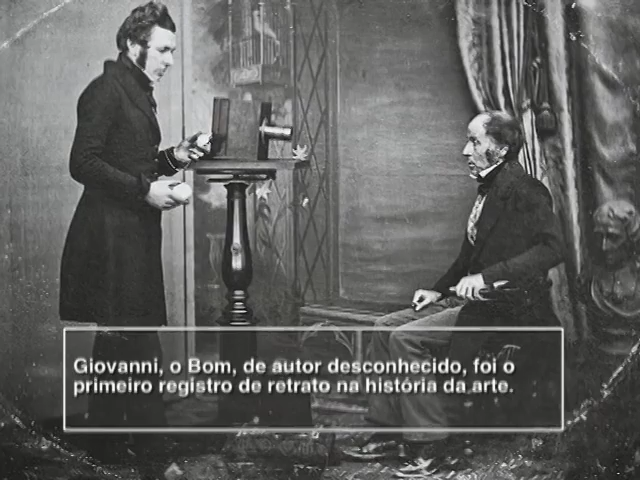 Giovanni, o Bom, de autor desconhecido, foi o
primeiro registro de retrato na história da arte.